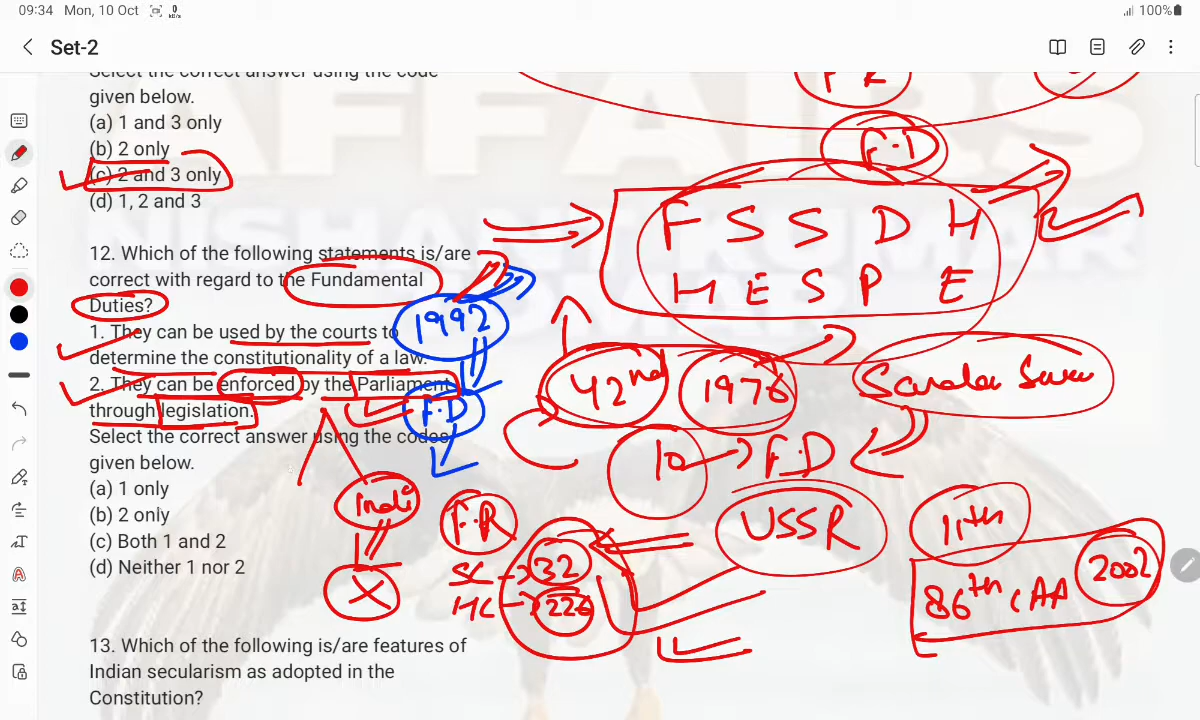 09:34 Mon, 10 Oct
100%
Set-2
Select the correct answer using the code
given below.
(a) 1 and 3 only
(b) 2 only
(c) 2 and 3 only
(d) 1, 2 and 3
12. Which of the following statements is/are
correct with regard to the Fundamental
Duties?
1. They can be used by the courts to
determine the constitutionality of a law.
2. They can be enforced by the Parliament
through legislation.
Select the correct answer using the codes
given below.
(a) 1 only
(b) 2 only
(c) Both 1 and 2
(d) Neither 1 nor 2
13. Which of the following is/are features of
Indian secularism as adopted in the
Constitution?
F.D
F S S D H
H E S P E
1992
F.D
42nd 1976
10 → F.D
USSR
11th
86th CAA 2002
F.R
SC → 32
HC → 226
X
AFFAIRS